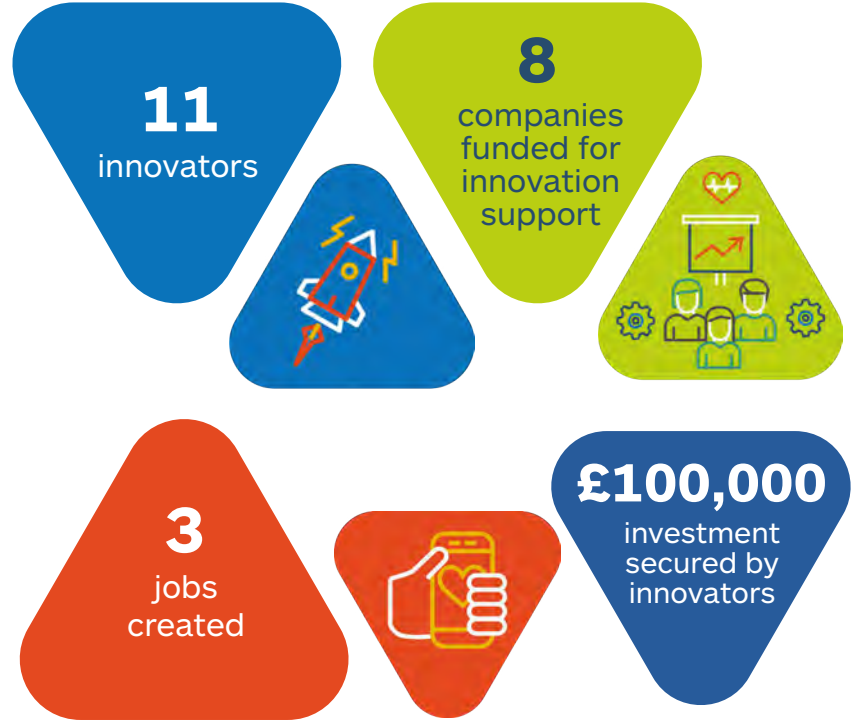 11
innovators
8
companies
funded for
innovation
support
3
jobs
created
£100,000
investment
secured by
innovators